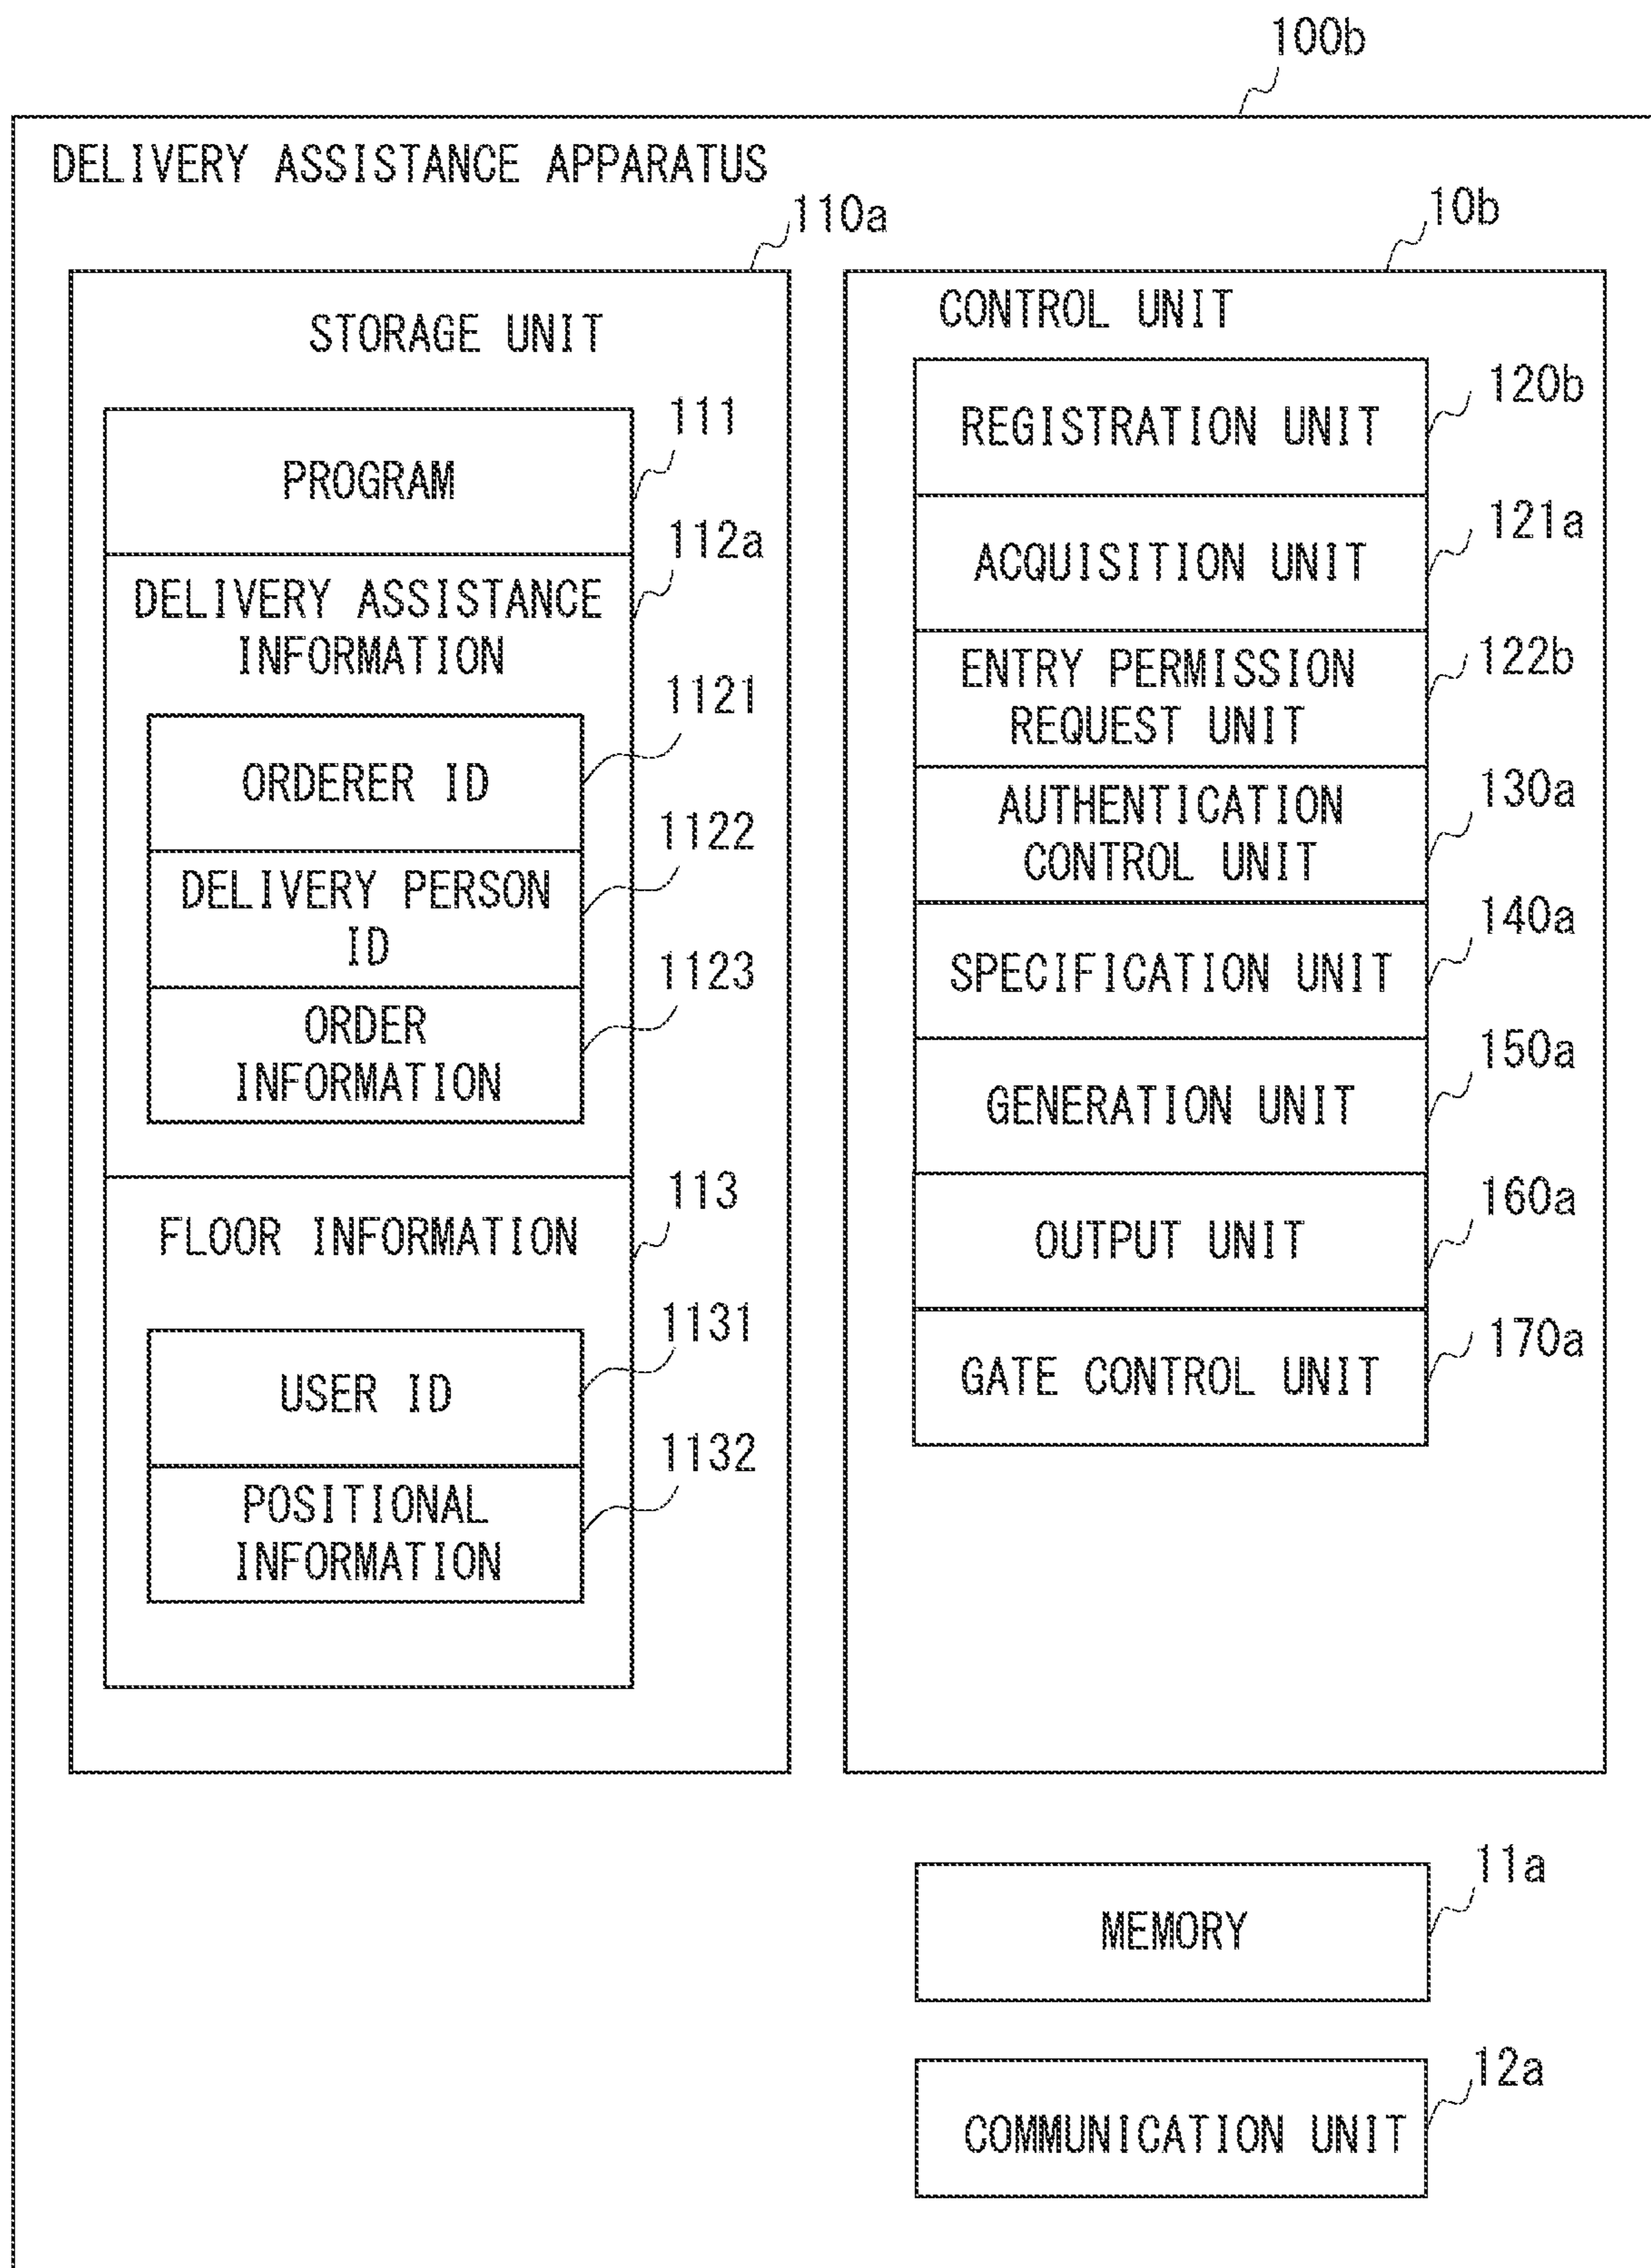 100b
DELIVERY ASSISTANCE APPARATUS
110a
STORAGE UNIT
PROGRAM
111
DELIVERY ASSISTANCE
INFORMATION
112a
ORDERER ID
1121
DELIVERY PERSON
ID
1122
ORDER
INFORMATION
1123
FLOOR INFORMATION
113
USER ID
1131
POSITIONAL
INFORMATION
1132
10b
CONTROL UNIT
REGISTRATION UNIT
120b
ACQUISITION UNIT
121a
ENTRY PERMISSION
REQUEST UNIT
122b
AUTHENTICATION
CONTROL UNIT
130a
SPECIFICATION UNIT
140a
GENERATION UNIT
150a
OUTPUT UNIT
160a
GATE CONTROL UNIT
170a
MEMORY
11a
COMMUNICATION UNIT
12a